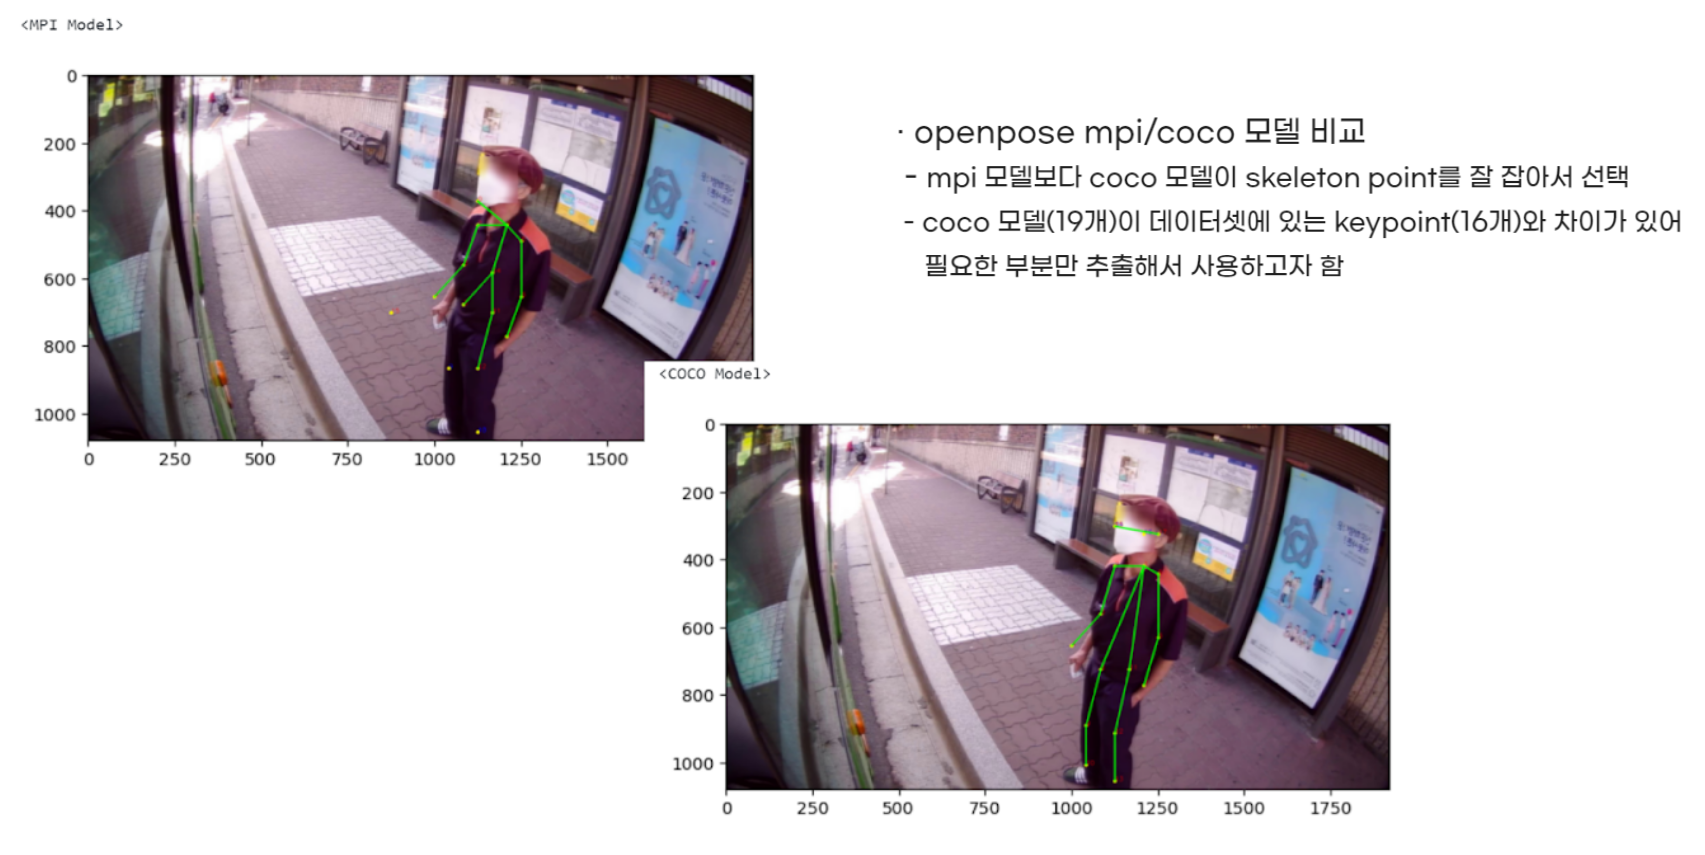 <MPI Model>
0
200
400
600
800
1000
0 250 500 750 1000 1250 1500
· openpose mpi/coco 모델 비교
- mpi 모델보다 coco 모델이 skeleton point를 잘 잡아서 선택
- coco 모델(19개)이 데이터셋에 있는 keypoint(16개)와 차이가 있어
필요한 부분만 추출해서 사용하고자 함
<COCO Model>
0
200
400
600
800
1000
0 250 500 750 1000 1250 1500 1750